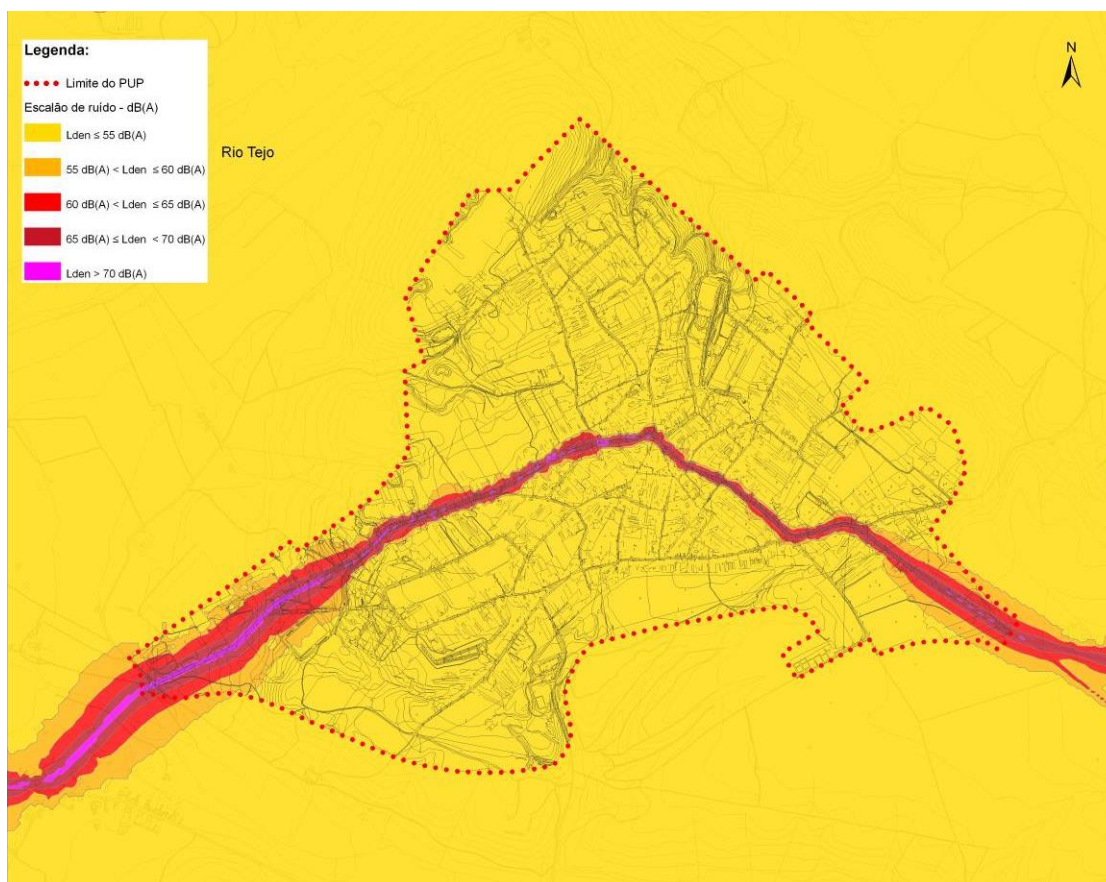 Legenda:
Limite do PUP
Escalão de ruído - dB(A)
Lden ≤ 55 dB(A)
55 dB(A) < Lden ≤ 60 dB(A)
60 dB(A) < Lden ≤ 65 dB(A)
65 dB(A) ≤ Lden < 70 dB(A)
Lden > 70 dB(A)
Rio Tejo
N